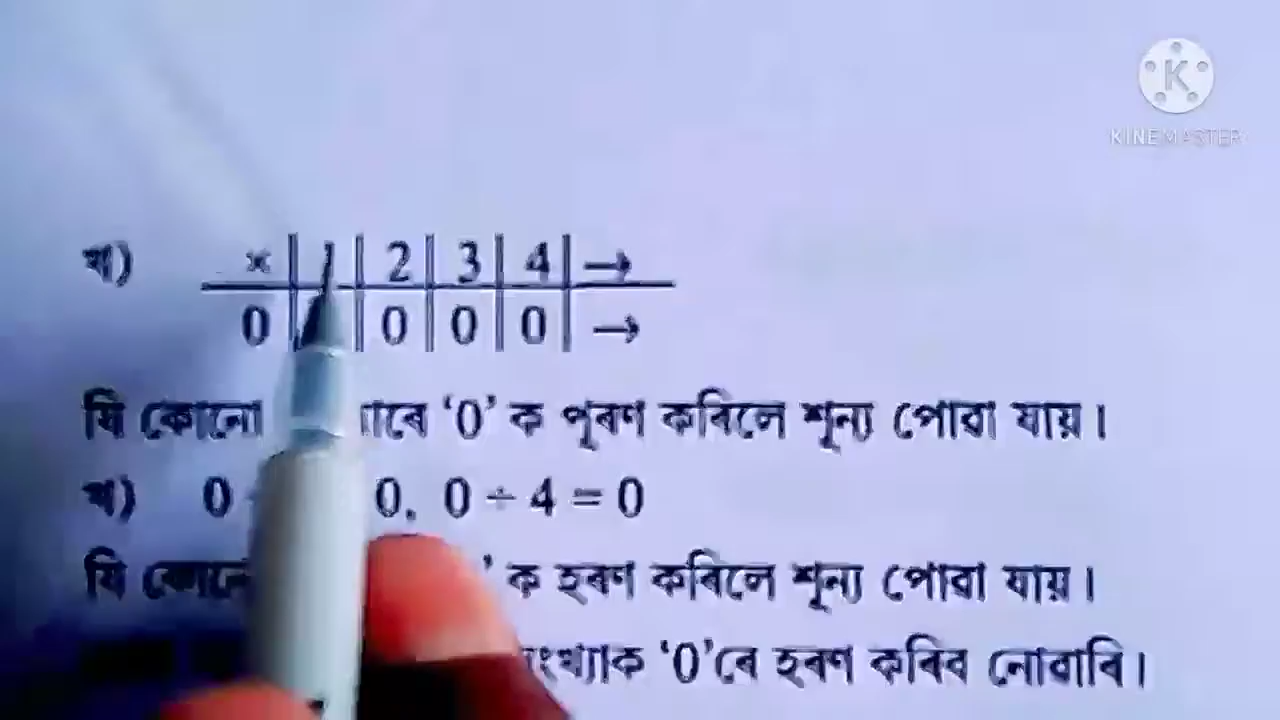 KINEMASTER
খ) × 1 2 3 4 →
0 0 0 0 →
যি কোনো '0' ক পূৰণ কৰিলে শূন্য পোৱা যায়।
খ) 0 0, 0 ÷ 4 = 0
যি ক হৰণ কৰিলে শূন্য পোৱা যায়।
'0'ৰে হৰণ কৰিব নোৱাৰি।